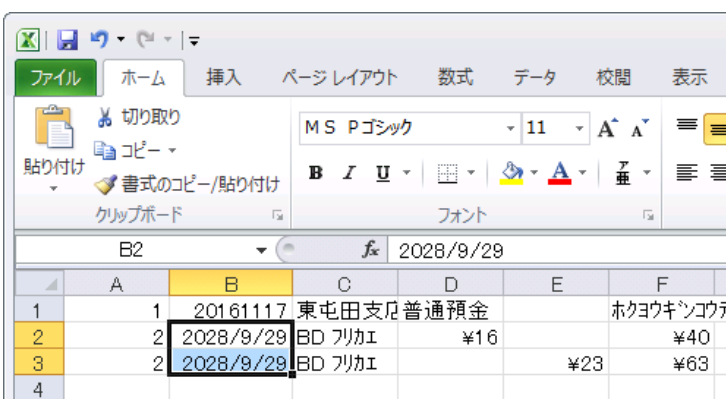 ファイル ホーム 挿入 ページ レイアウト 数式 データ 校閲 表示
切り取り
コピー
書式のコピー/貼り付け
貼り付け
クリップボード
MS Pゴシック 11 A A
B I U A ア亜
フォント
B2 fx 2028/9/29
A B C D E F
1 1 20161117 東屯田支店 普通預金 ホクヨウギンコウ
2 2 2028/9/29 BD フリカエ ¥16 ¥40
3 2 2028/9/29 BD フリカエ ¥23 ¥63
4